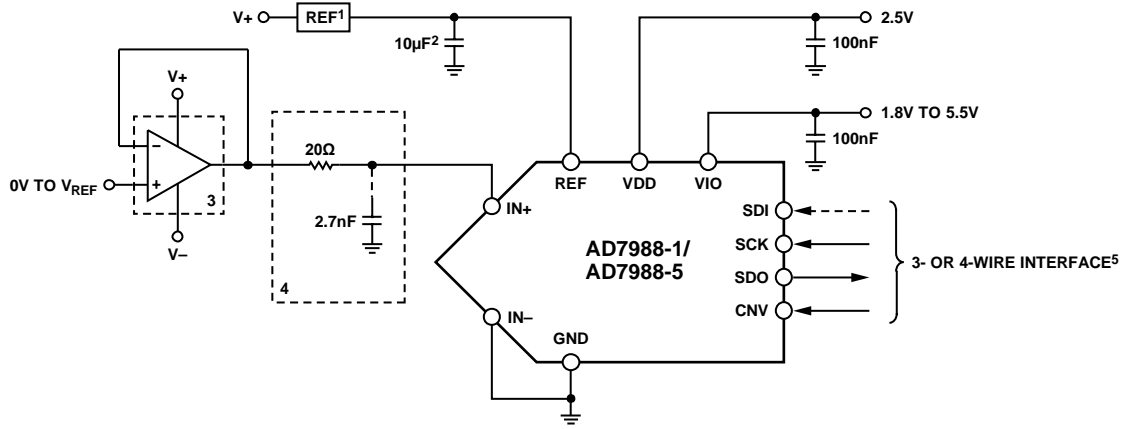 V+
REF1
10µF2
2.5V
100nF
1.8V TO 5.5V
100nF
V+
–
+
0V TO VREF
3
V–
20Ω
2.7nF
4
REF
VDD
VIO
IN+
IN–
GND
AD7988-1/
AD7988-5
SDI
SCK
SDO
CNV
3- OR 4-WIRE INTERFACE5